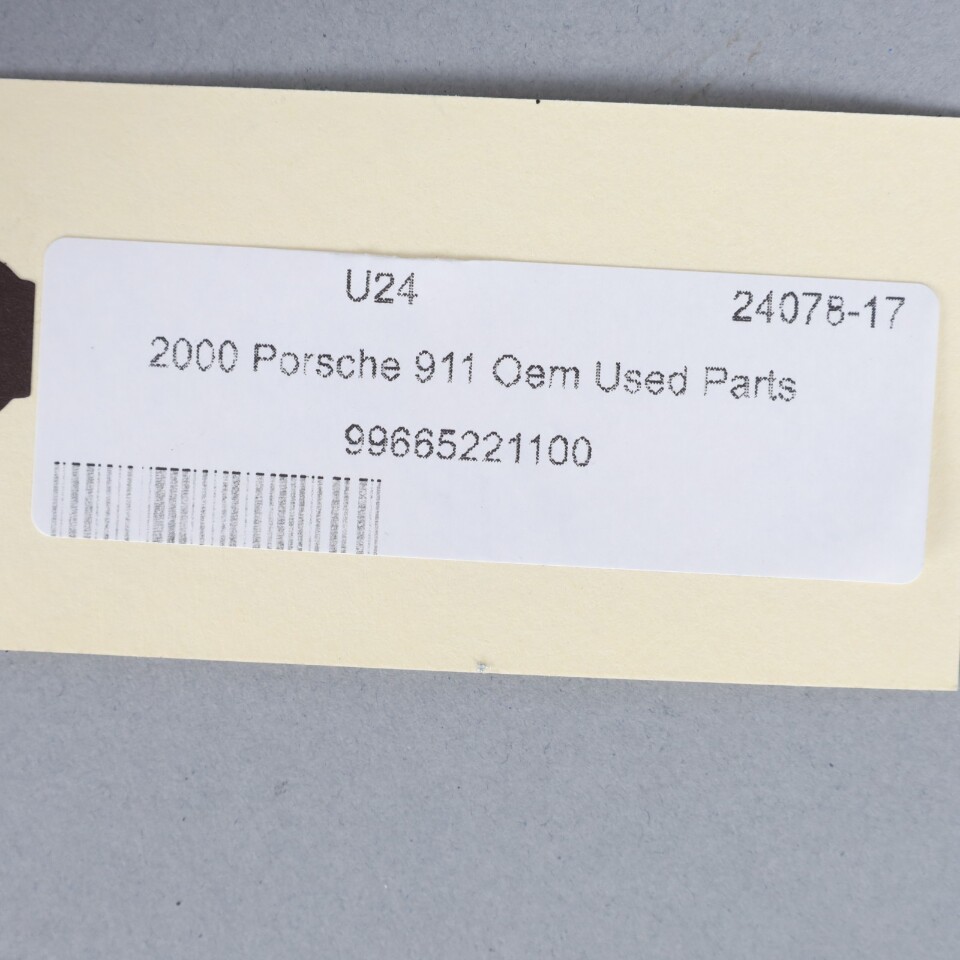 U24 24078-17
2000 Porsche 911 Oem Used Parts
99665221100